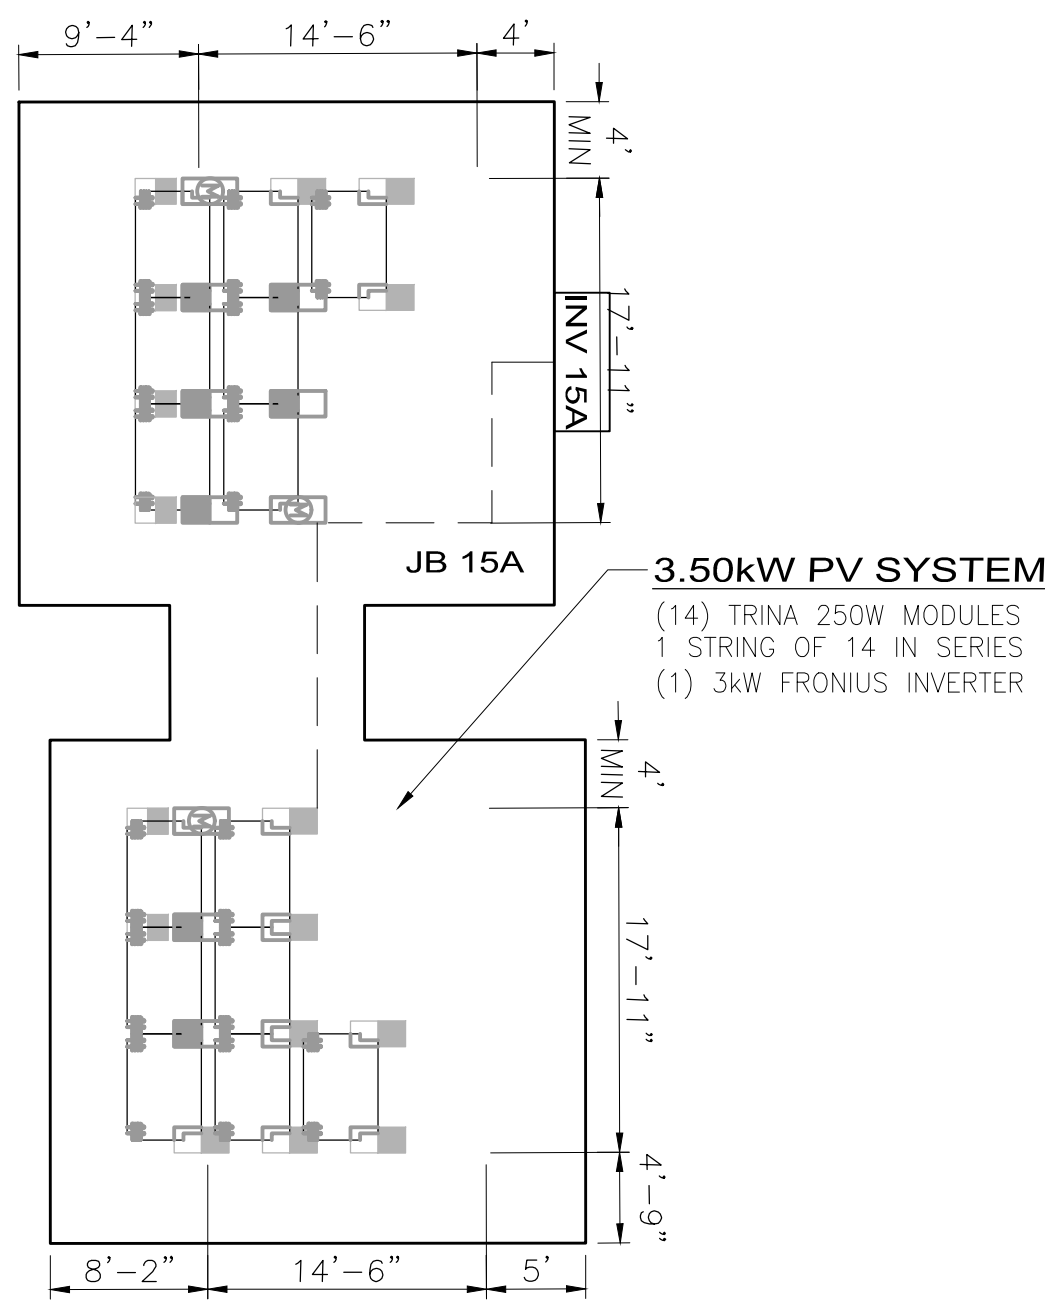 9'-4"
14'-6"
4'
4'
MIN
M
INV 15A
17'-11"
M
JB 15A
3.50kW PV SYSTEM
(14) TRINA 250W MODULES
1 STRING OF 14 IN SERIES
(1) 3kW FRONIUS INVERTER
4'
MIN
M
17'-11"
4'-9"
8'-2"
14'-6"
5'